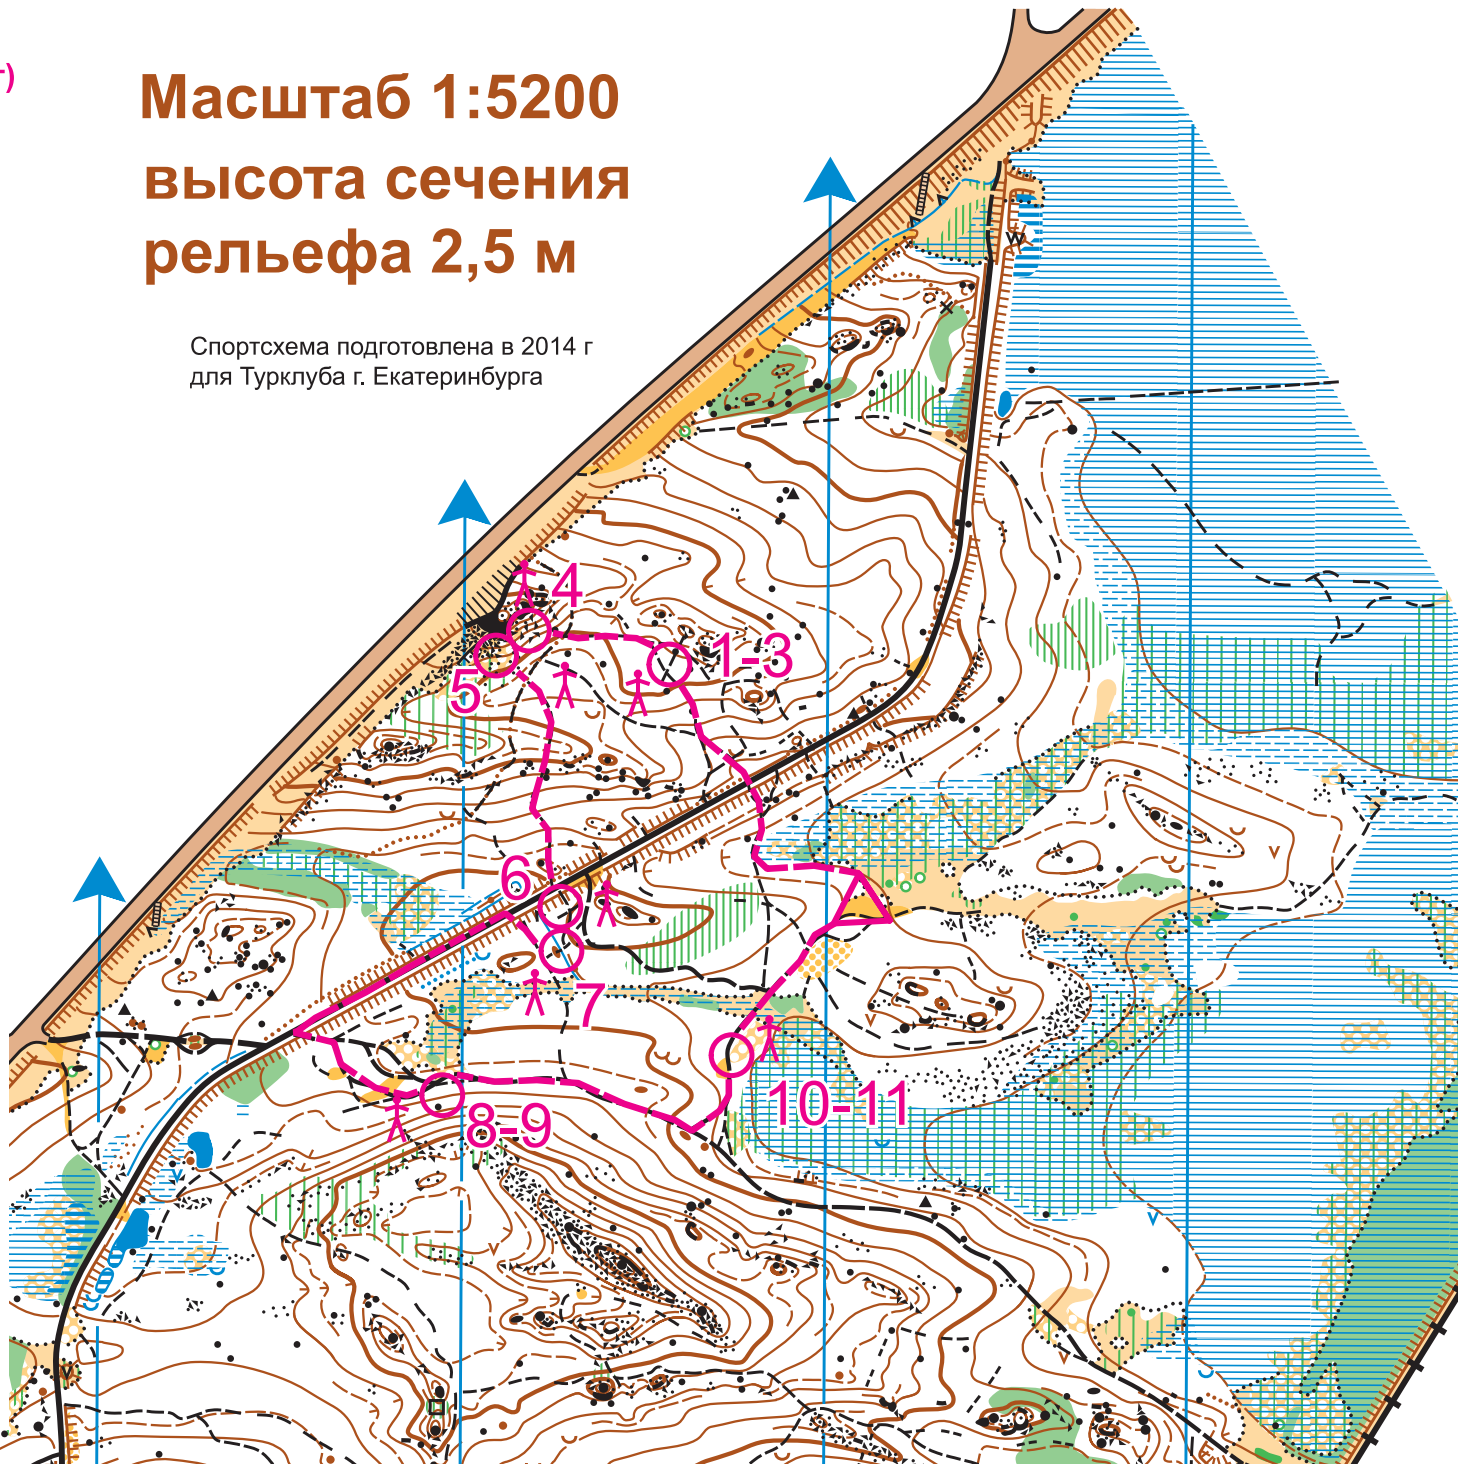 г)
Масштаб 1:5200
высота сечения
рельефа 2,5 м
Спортсхема подготовлена в 2014 г
для Турклуба г. Екатеринбурга
4
1-3
5
6
7
10-11
8-9